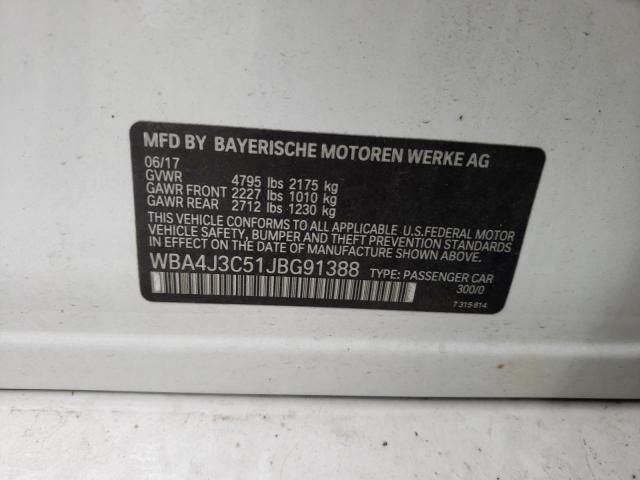 MFD BY BAYERISCHE MOTOREN WERKE AG
06/17
GVWR 4795 lbs 2175 kg
GAWR FRONT 2227 lbs 1010 kg
GAWR REAR 2712 lbs 1230 kg
THIS VEHICLE CONFORMS TO ALL APPLICABLE U.S.FEDERAL MOTOR
VEHICLE SAFETY, BUMPER AND THEFT PREVENTION STANDARDS
IN EFFECT ON THE DATE OF MANUFACTURE SHOWN ABOVE.
WBA4J3C51JBG91388 TYPE: PASSENGER CAR
300/0
7 315 814